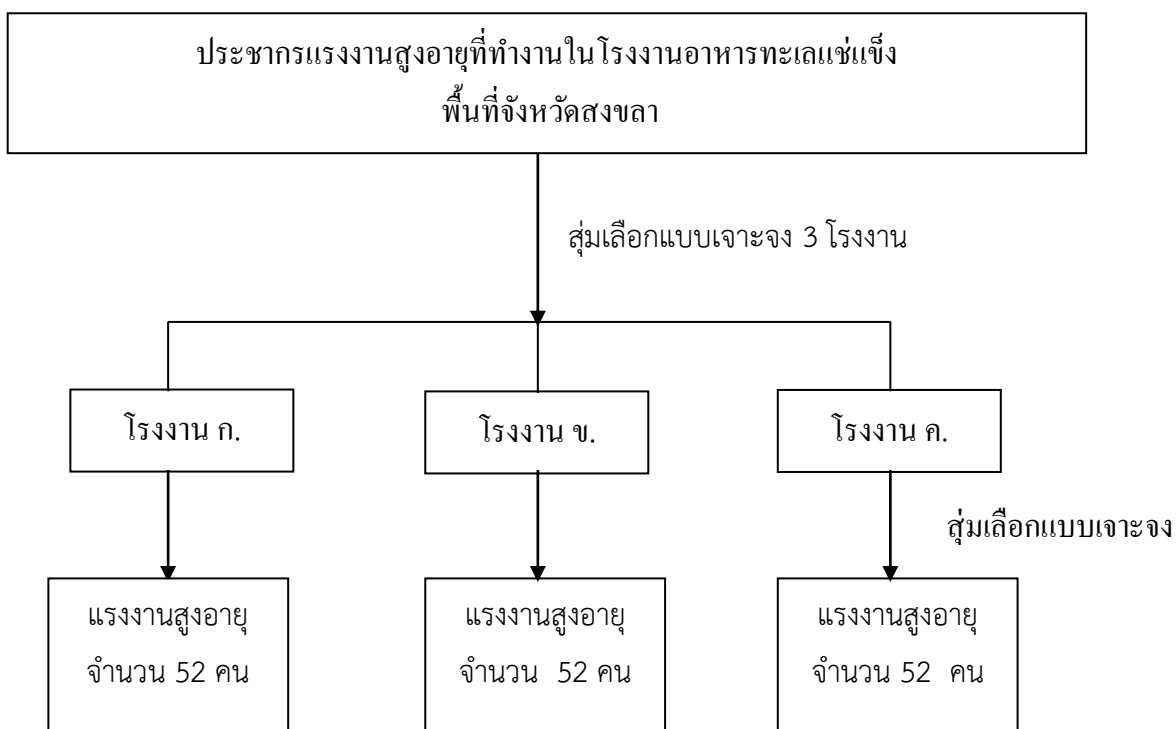 ประชากรแรงงานสูงอายุที่ทำงานในโรงงานอาหารทะเลแช่แข็ง
พื้นที่จังหวัดสงขลา
สุ่มเลือกแบบเจาะจง 3 โรงงาน
โรงงาน ก.
โรงงาน ข.
โรงงาน ค.
สุ่มเลือกแบบเจาะจง
แรงงานสูงอายุ
จำนวน 52 คน
แรงงานสูงอายุ
จำนวน 52 คน
แรงงานสูงอายุ
จำนวน 52 คน